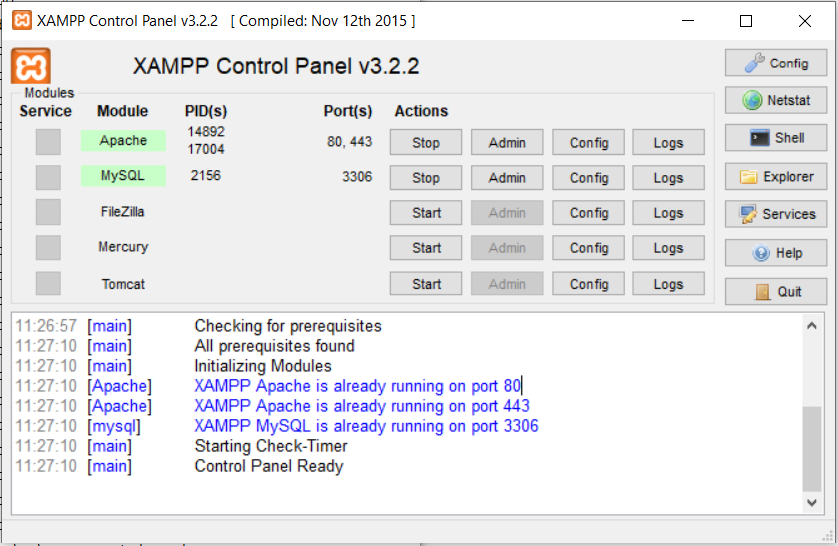 XAMPP Control Panel v3.2.2 [ Compiled: Nov 12th 2015 ]
XAMPP Control Panel v3.2.2
Config
Modules
Service Module PID(s) Port(s) Actions
Netstat
Apache 14892 17004 80, 443 Stop Admin Config Logs
Shell
MySQL 2156 3306 Stop Admin Config Logs
Explorer
FileZilla Start Admin Config Logs
Services
Mercury Start Admin Config Logs
Help
Tomcat Start Admin Config Logs
Quit
11:26:57 [main] Checking for prerequisites
11:27:10 [main] All prerequisites found
11:27:10 [main] Initializing Modules
11:27:10 [Apache] XAMPP Apache is already running on port 80
11:27:10 [Apache] XAMPP Apache is already running on port 443
11:27:10 [mysql] XAMPP MySQL is already running on port 3306
11:27:10 [main] Starting Check-Timer
11:27:10 [main] Control Panel Ready